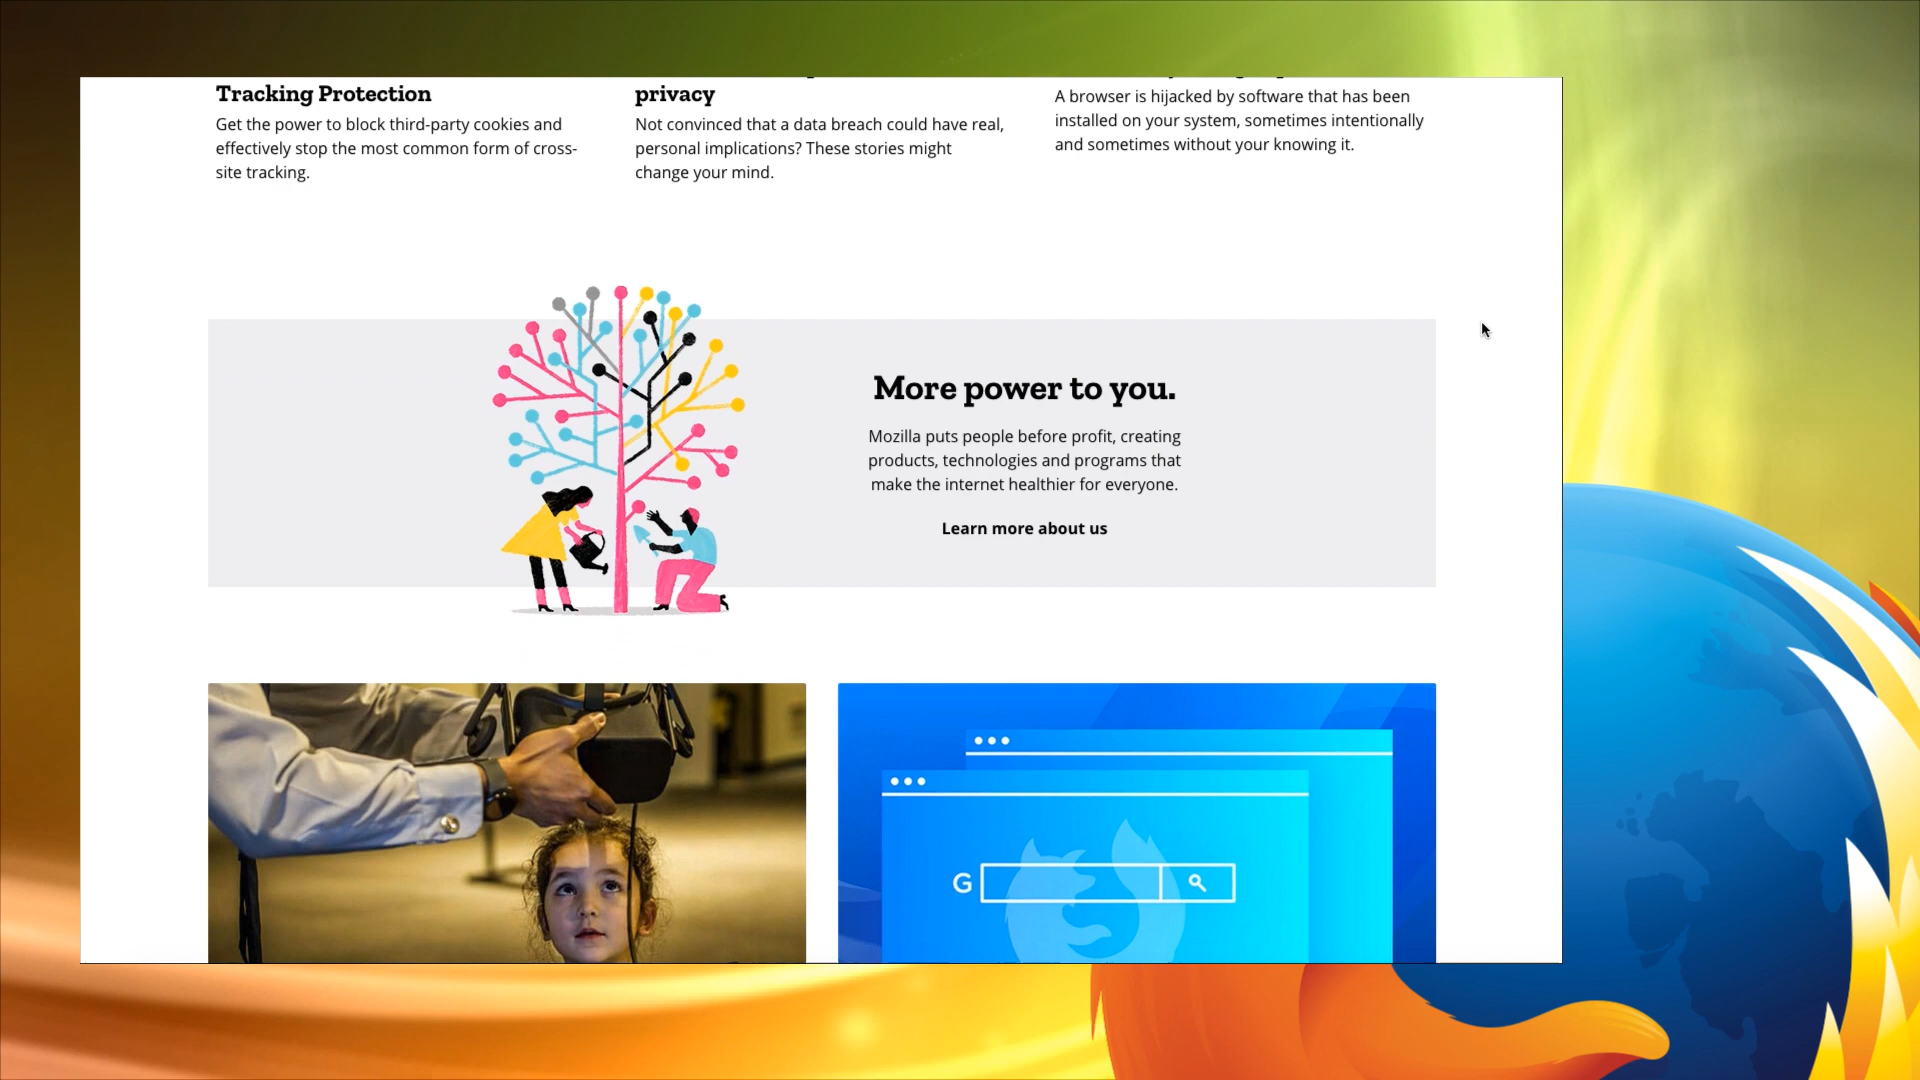 Tracking Protection
Get the power to block third-party cookies and
effectively stop the most common form of cross-
site tracking.
privacy
Not convinced that a data breach could have real,
personal implications? These stories might
change your mind.
A browser is hijacked by software that has been
installed on your system, sometimes intentionally
and sometimes without your knowing it.
More power to you.
Mozilla puts people before profit, creating
products, technologies and programs that
make the internet healthier for everyone.
Learn more about us
G